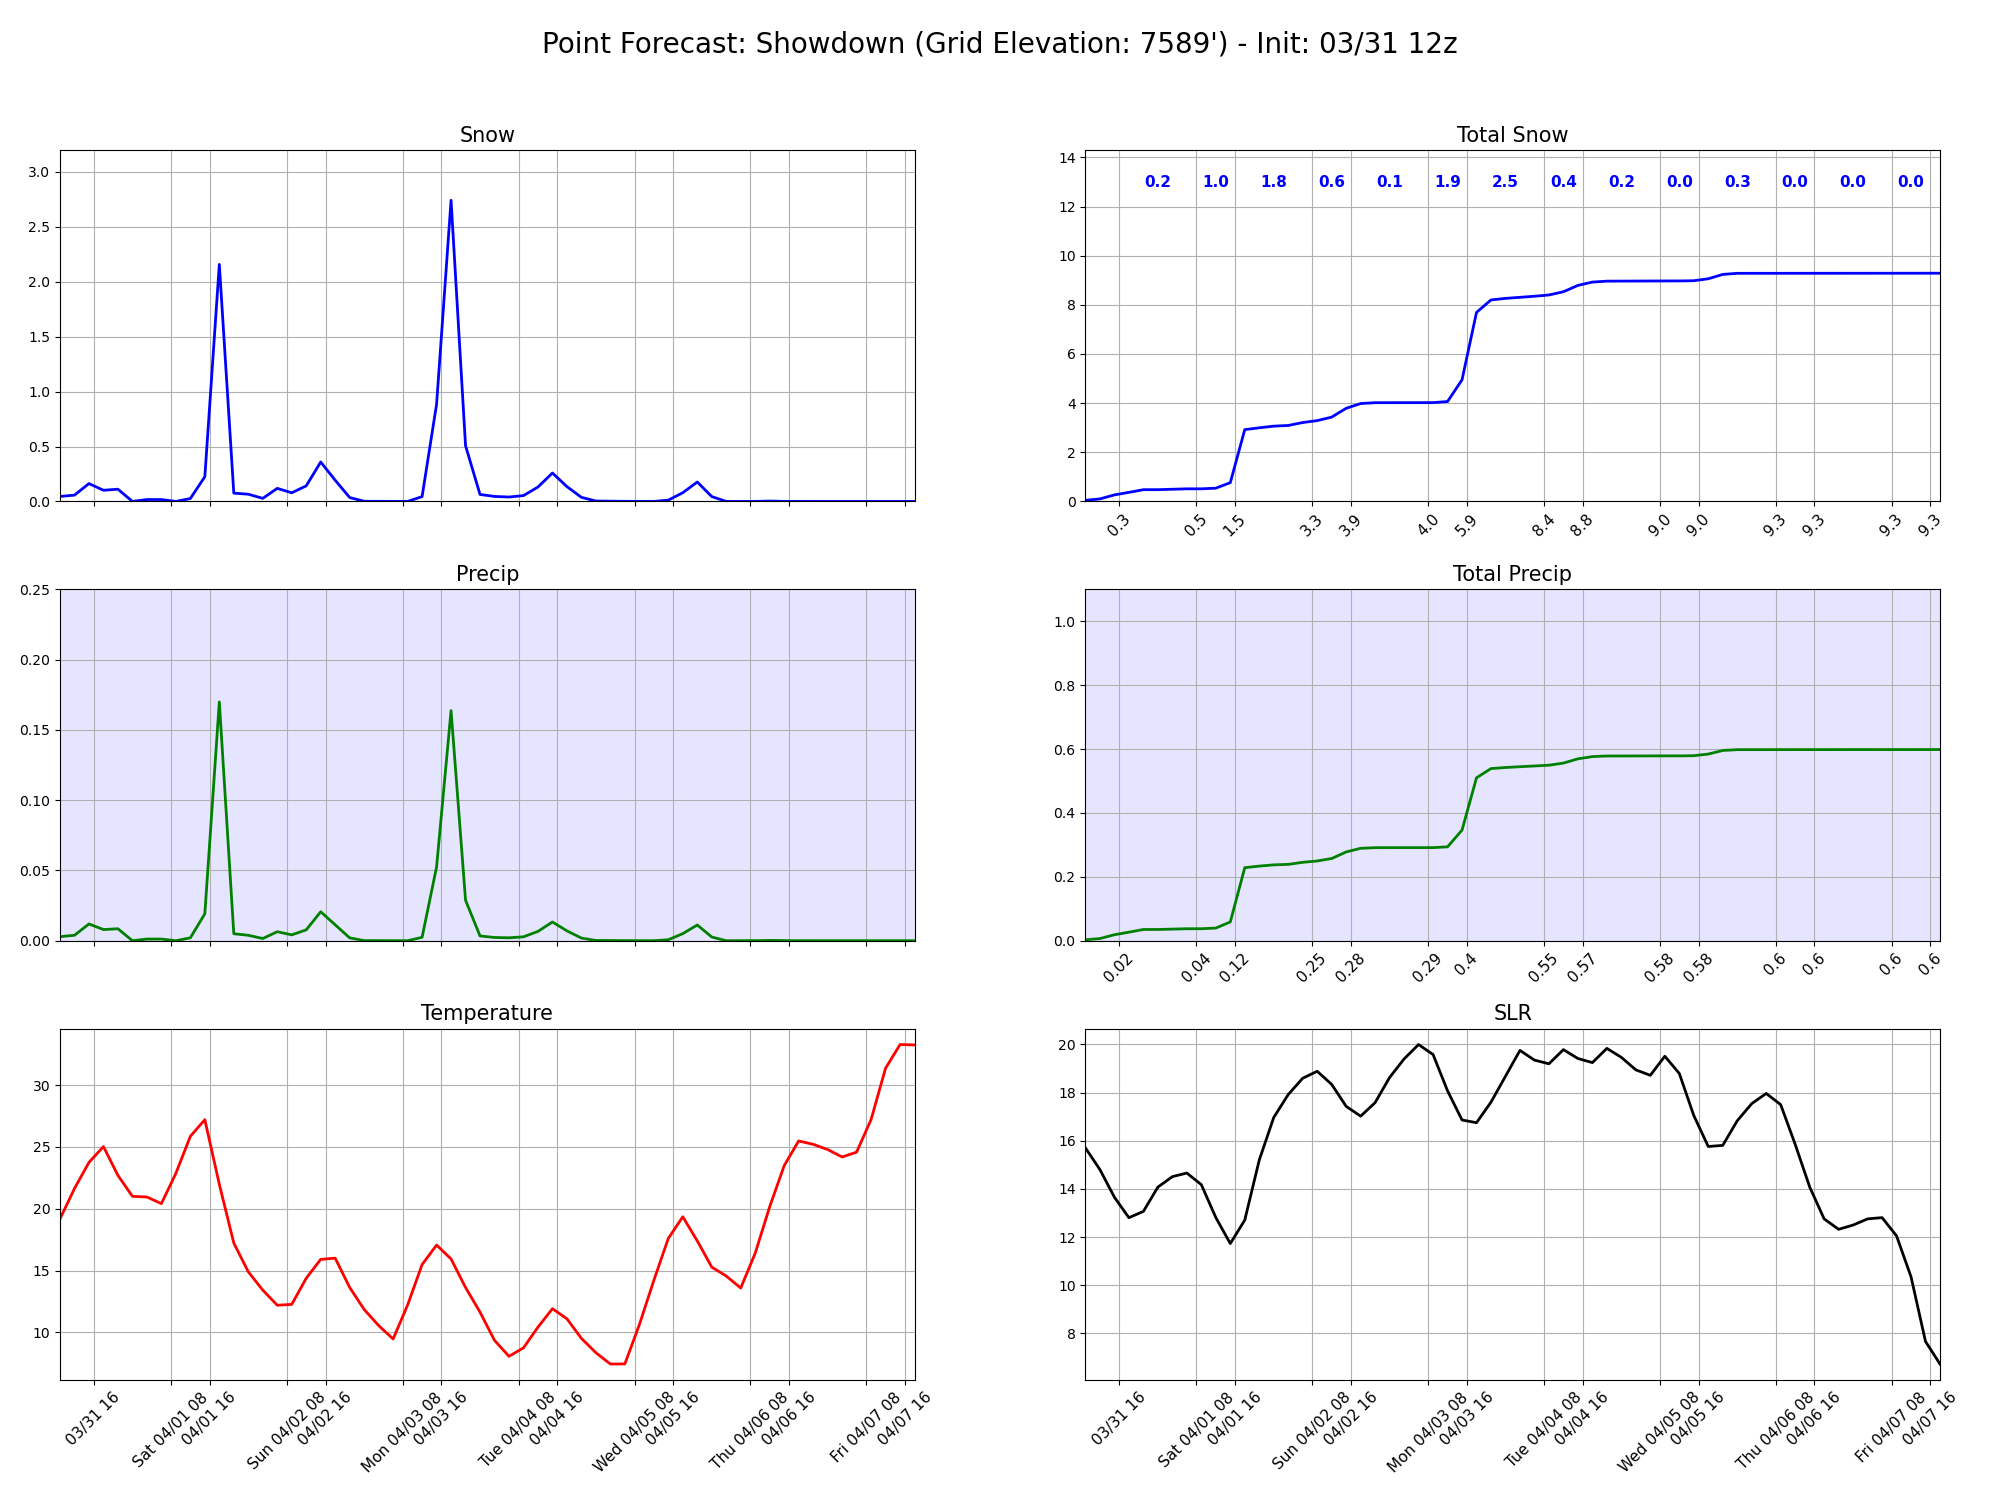 Point Forecast: Showdown (Grid Elevation: 7589') - Init: 03/31 12z
Snow
3.0
2.5
2.0
1.5
1.0
0.5
0.0
Total Snow
14
12
10
8
6
4
2
0
0.2 1.0 1.8 0.6 0.1 1.9 2.5 0.4 0.2 0.0 0.3 0.0 0.0 0.0
0.3 0.5 1.5 3.3 3.9 4.0 5.9 8.4 8.8 9.0 9.0 9.3 9.3 9.3 9.3
Precip
0.25
0.20
0.15
0.10
0.05
0.00
Total Precip
1.0
0.8
0.6
0.4
0.2
0.0
0.02 0.04 0.12 0.25 0.28 0.29 0.4 0.55 0.57 0.58 0.58 0.6 0.6 0.6 0.6
Temperature
30
25
20
15
10
03/31 16
Sat 04/01 08
04/01 16
Sun 04/02 08
04/02 16
Mon 04/03 08
04/03 16
Tue 04/04 08
04/04 16
Wed 04/05 08
04/05 16
Thu 04/06 08
04/06 16
Fri 04/07 08
04/07 16
SLR
20
18
16
14
12
10
8
03/31 16
Sat 04/01 08
04/01 16
Sun 04/02 08
04/02 16
Mon 04/03 08
04/03 16
Tue 04/04 08
04/04 16
Wed 04/05 08
04/05 16
Thu 04/06 08
04/06 16
Fri 04/07 08
04/07 16